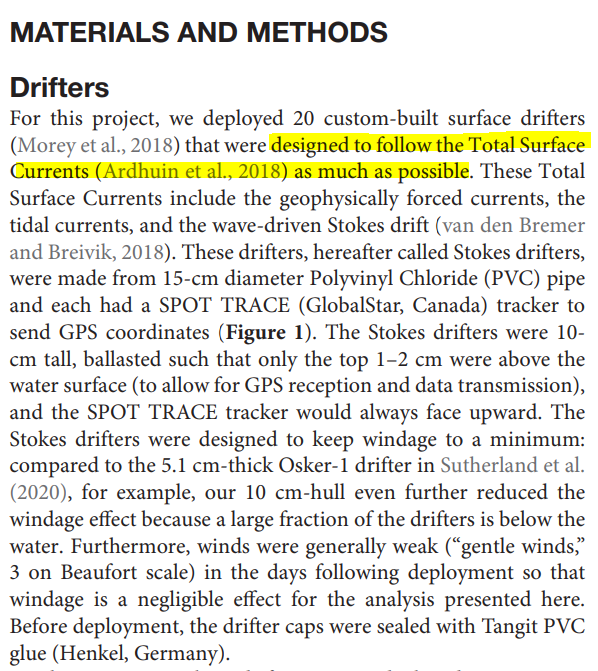 MATERIALS AND METHODS
Drifters
For this project, we deployed 20 custom-built surface drifters
(Morey et al., 2018) that were designed to follow the Total Surface
Currents (Ardhuin et al., 2018) as much as possible. These Total
Surface Currents include the geophysically forced currents, the
tidal currents, and the wave-driven Stokes drift (van den Bremer
and Breivik, 2018). These drifters, hereafter called Stokes drifters,
were made from 15-cm diameter Polyvinyl Chloride (PVC) pipe
and each had a SPOT TRACE (GlobalStar, Canada) tracker to
send GPS coordinates (Figure 1). The Stokes drifters were 10-
cm tall, ballasted such that only the top 1–2 cm were above the
water surface (to allow for GPS reception and data transmission),
and the SPOT TRACE tracker would always face upward. The
Stokes drifters were designed to keep windage to a minimum:
compared to the 5.1 cm-thick Osker-1 drifter in Sutherland et al.
(2020), for example, our 10 cm-hull even further reduced the
windage effect because a large fraction of the drifters is below the
water. Furthermore, winds were generally weak (“gentle winds,”
3 on Beaufort scale) in the days following deployment so that
windage is a negligible effect for the analysis presented here.
Before deployment, the drifter caps were sealed with Tangit PVC
glue (Henkel, Germany).